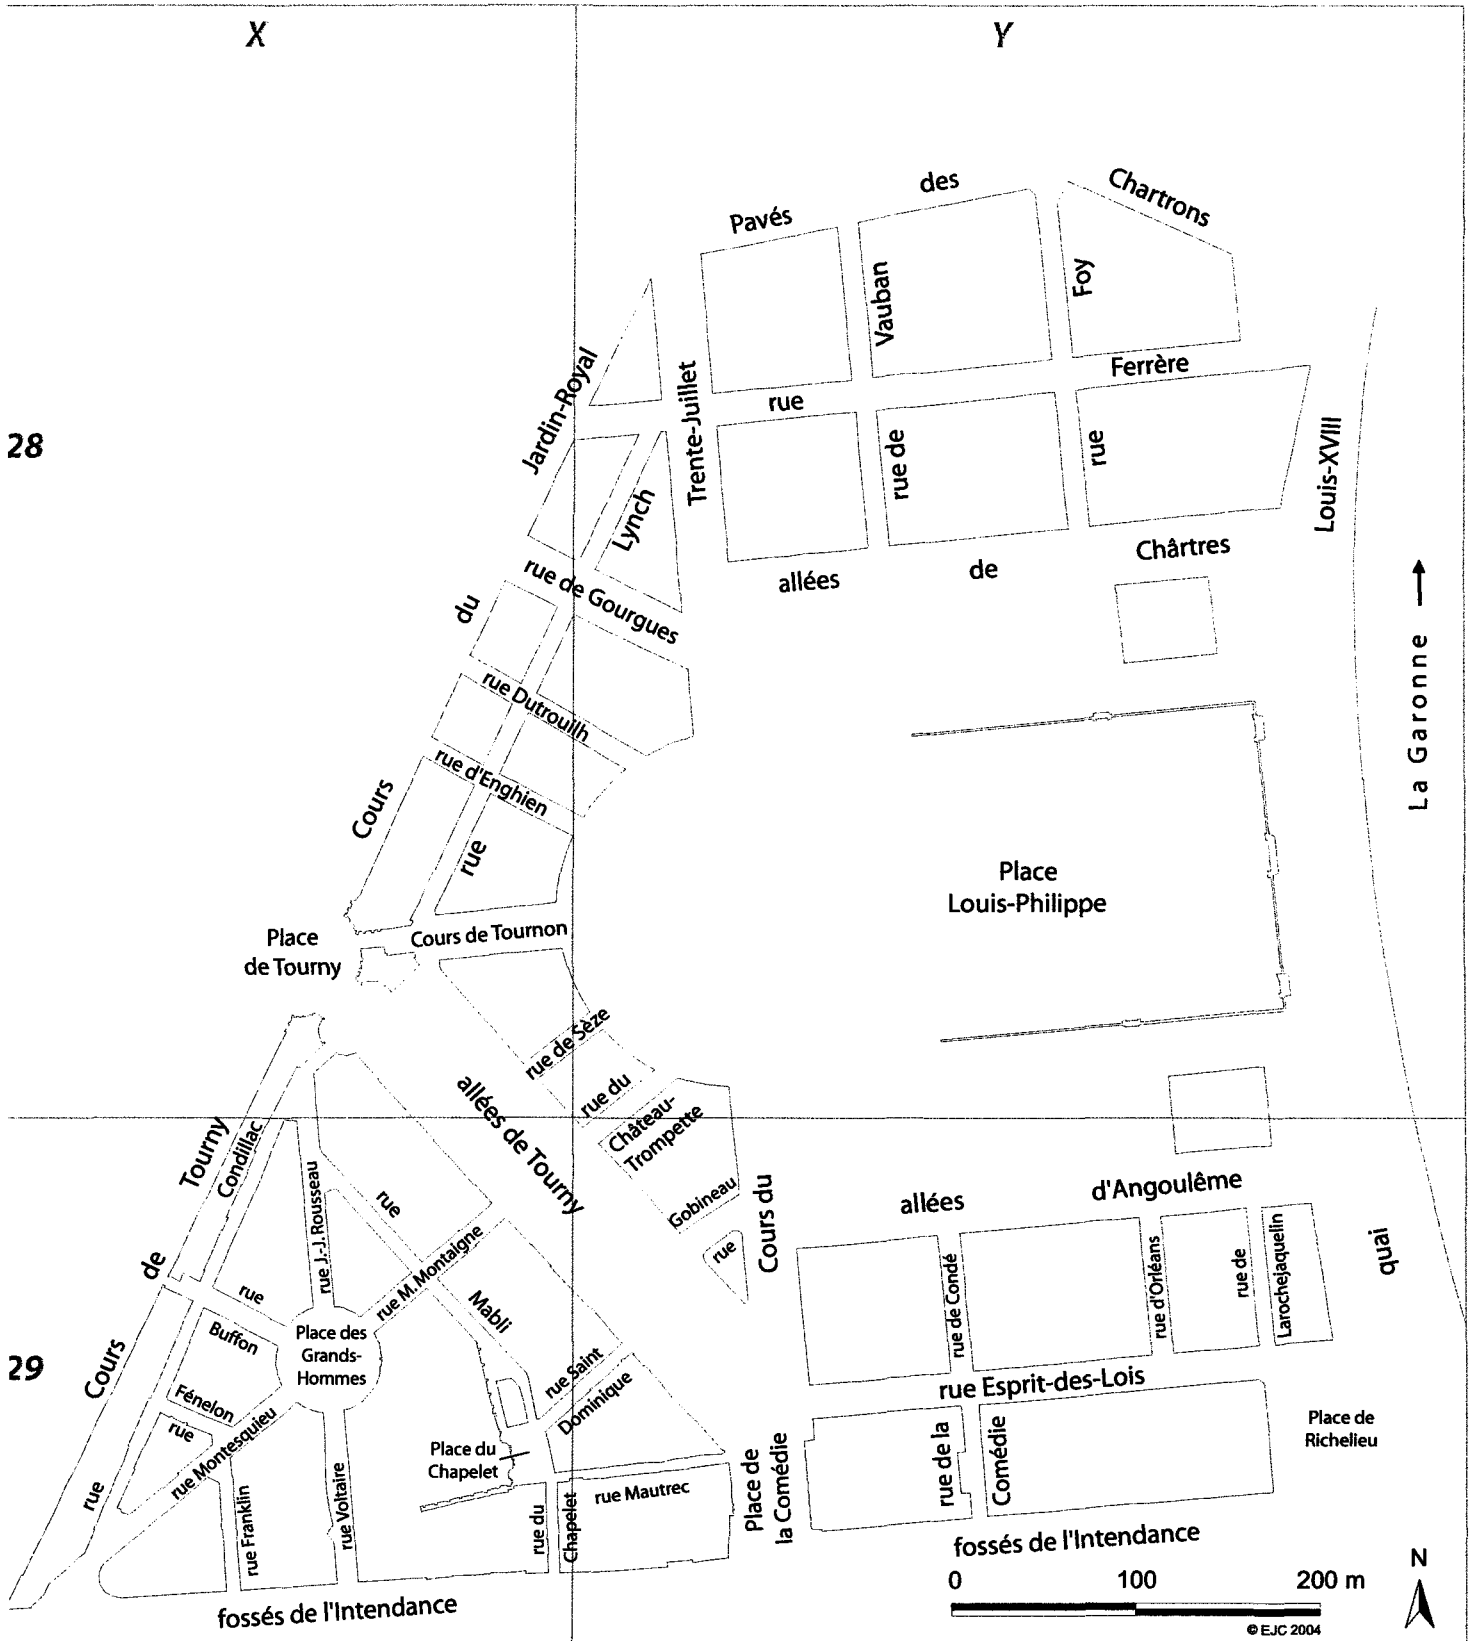 X
Y
28
29
Pavés
des
Chartrons
Vauban
Foy
Jardin-Royal
Trente-Juillet
rue
Ferrère
rue de
rue
Louis-XVIII
Lynch
allées
de
Chârtres
rue de Gourgues
du
rue Dutrouilh
rue d'Enghien
Cours
rue
La Garonne
Place
Louis-Philippe
Place
de Tourny
Cours de Tournon
rue de Sèze
rue du
Château-
Trompette
allées de Tourny
Tourny
Condillac
rue J.-J. Rousseau
rue
Gobineau
rue
Cours du
allées
d'Angoulême
quai
de
rue
Buffon
rue M. Montaigne
Mabli
Place des
Grands-
Hommes
rue de Condé
rue d'Orléans
rue de
Larochejaquelin
Cours
Fénelon
rue
rue Montesquieu
rue Saint
Dominique
rue Esprit-des-Lois
Place de
Richelieu
Place du
Chapelet
rue
rue Franklin
rue Voltaire
rue du
Chapelet
rue Mautrec
Place de
la Comédie
rue de la
Comédie
fossés de l'Intendance
fossés de l'Intendance
0 100 200 m
N
© EJC 2004